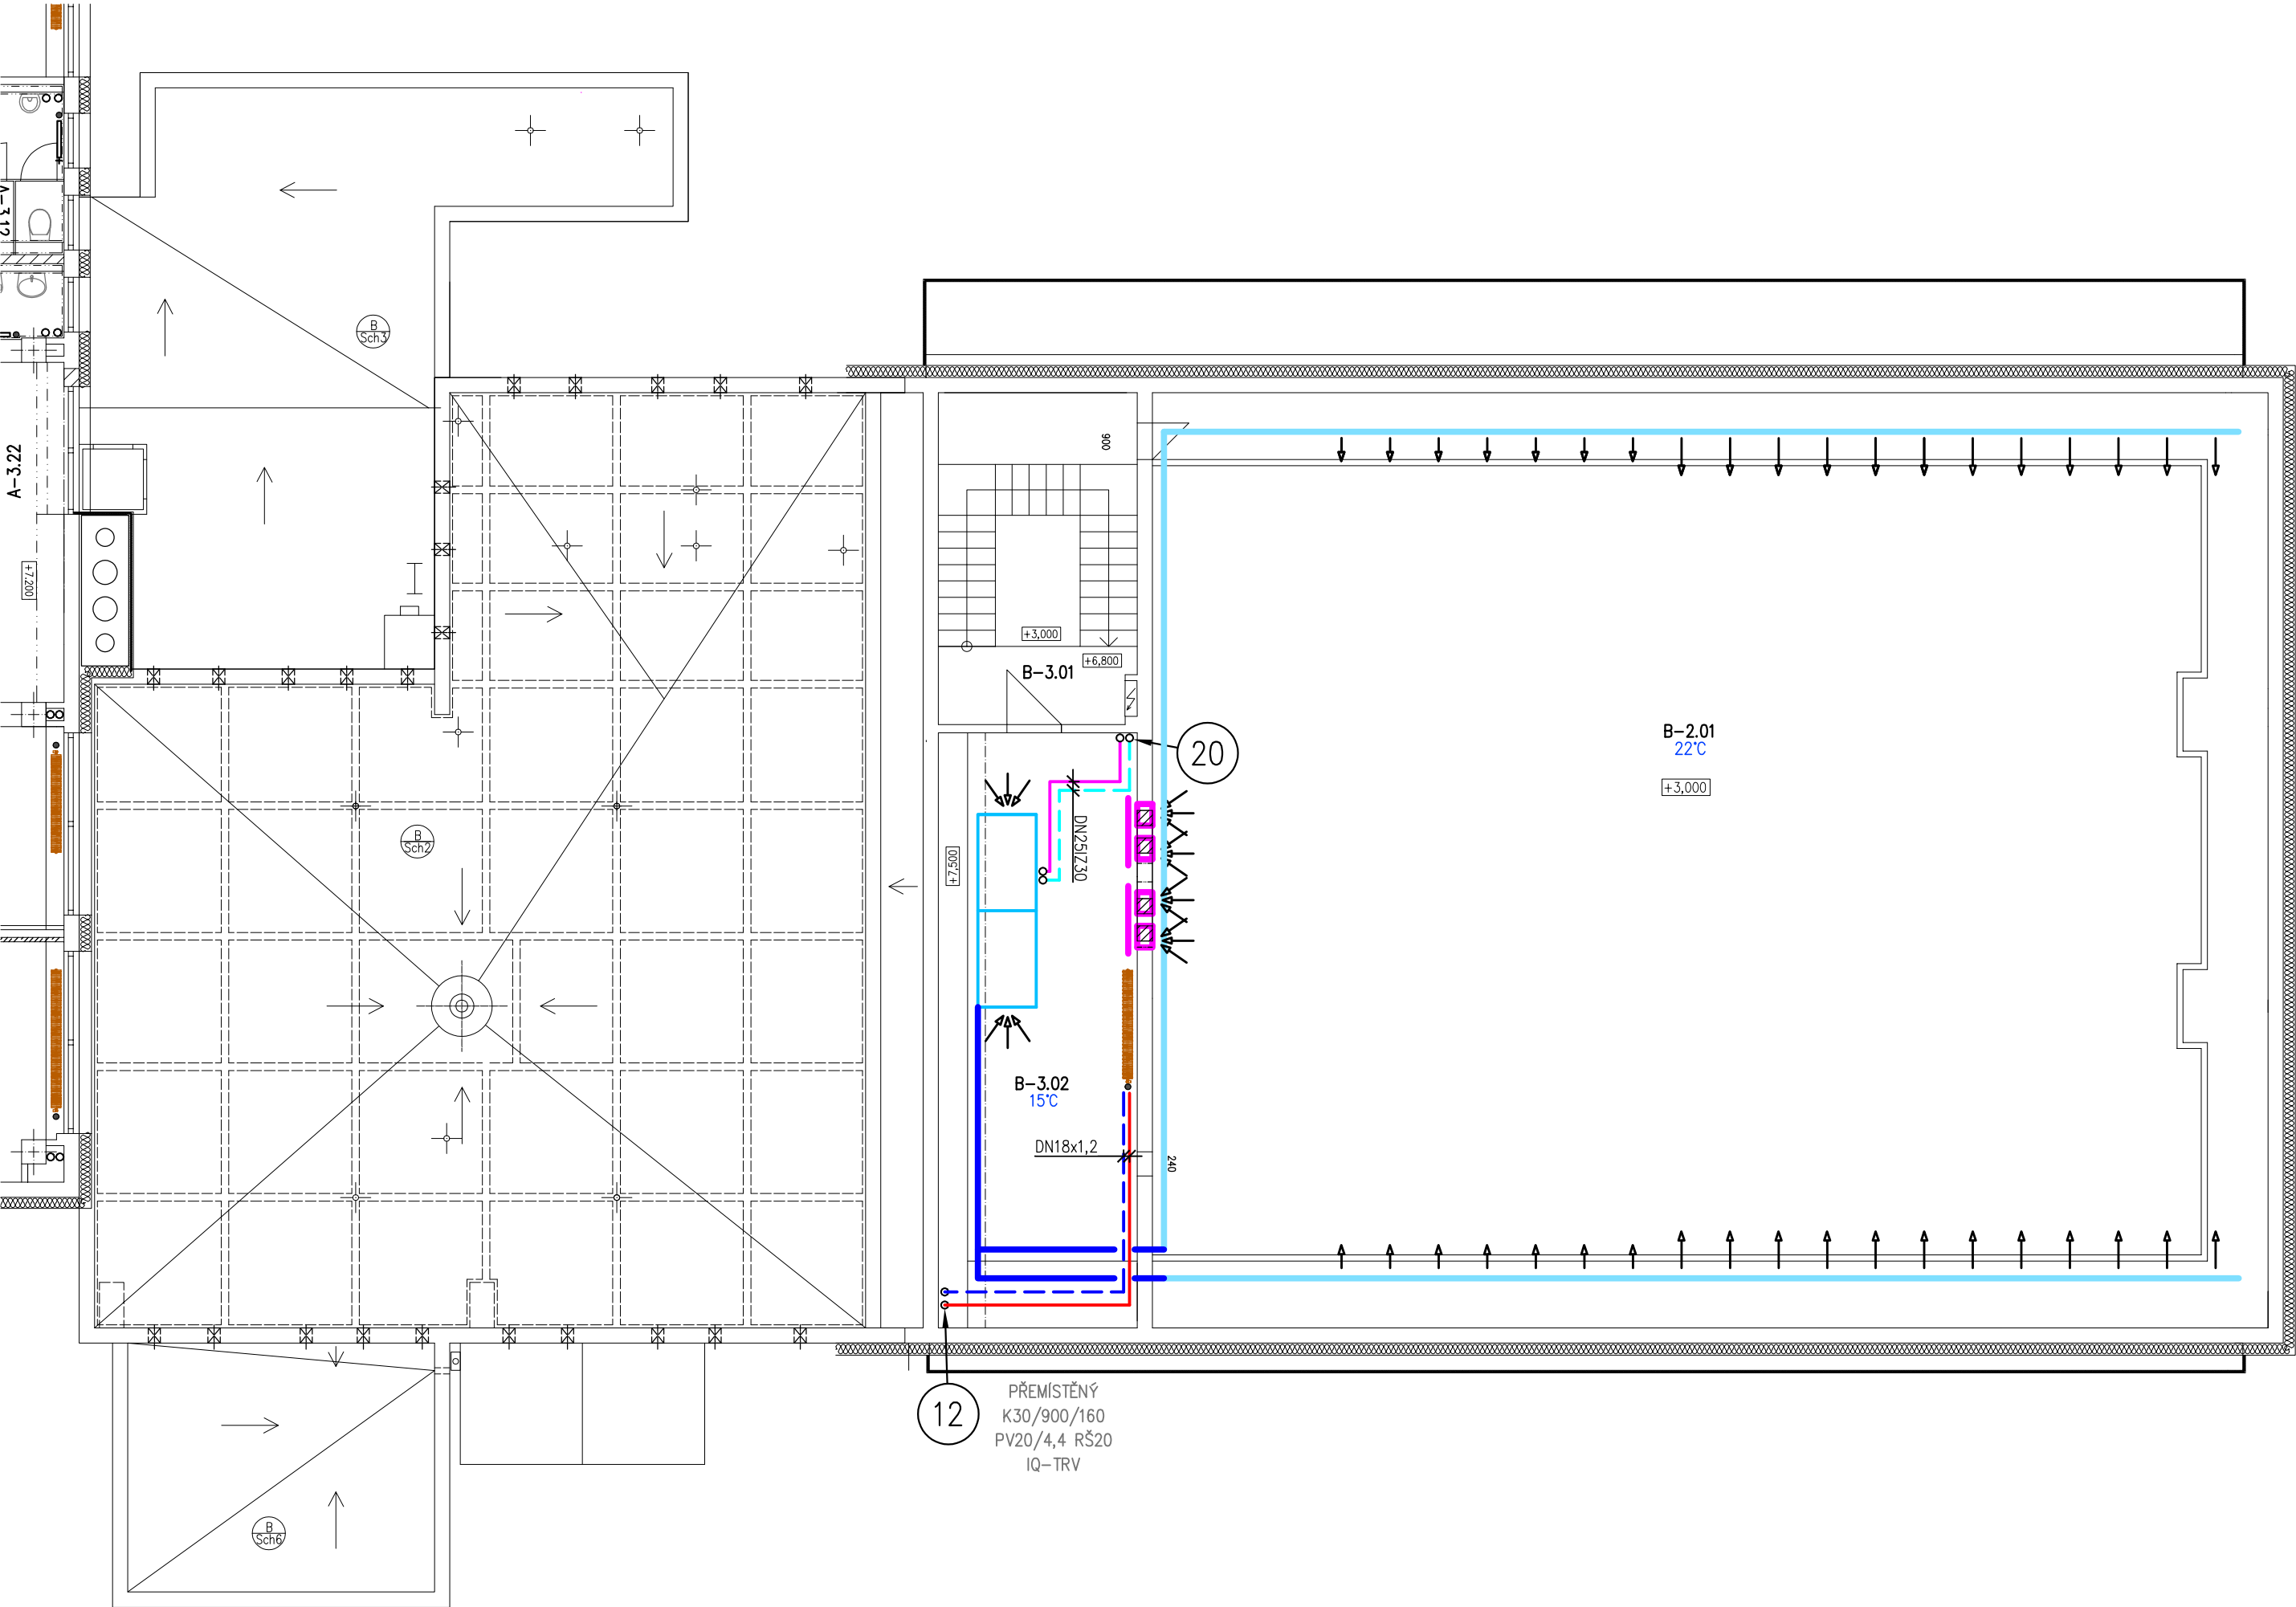 A-3.12
B
Sch3
A-3.22
+7.200
900
+3,000
+6,800
B-3.01
20
B-2.01
22°C
+3,000
DN25IZ30
B
Sch2
+7,500
B-3.02
15°C
DN18x1,2
240
12
PŘEMÍSTĚNÝ
K30/900/160
PV20/4,4 RŠ20
IQ-TRV
B
Sch6